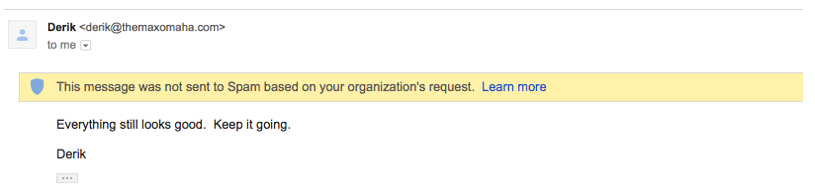 Derik <derik@themaxomaha.com>
to me
This message was not sent to Spam based on your organization's request. Learn more
Everything still looks good. Keep it going.
Derik
...